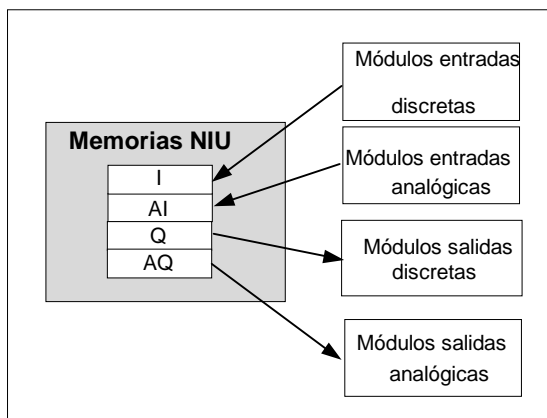 Memorias NIU
I
AI
Q
AQ
Módulos entradas
discretas
Módulos entradas
analógicas
Módulos salidas
discretas
Módulos salidas
analógicas